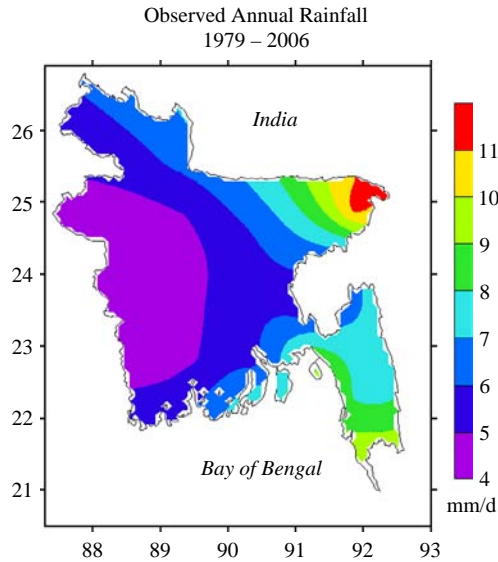 Observed Annual Rainfall
1979 – 2006
India
26
25
24
23
22
21
Bay of Bengal
88 89 90 91 92 93
11
10
9
8
7
6
5
4
mm/d